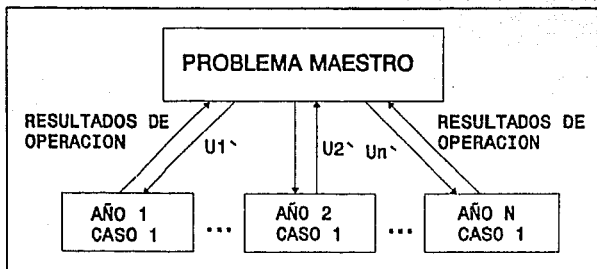 PROBLEMA MAESTRO
RESULTADOS DE
OPERACION
U1`
U2`
Un`
RESULTADOS DE
OPERACION
AÑO 1
CASO 1
...
AÑO 2
CASO 1
...
AÑO N
CASO 1